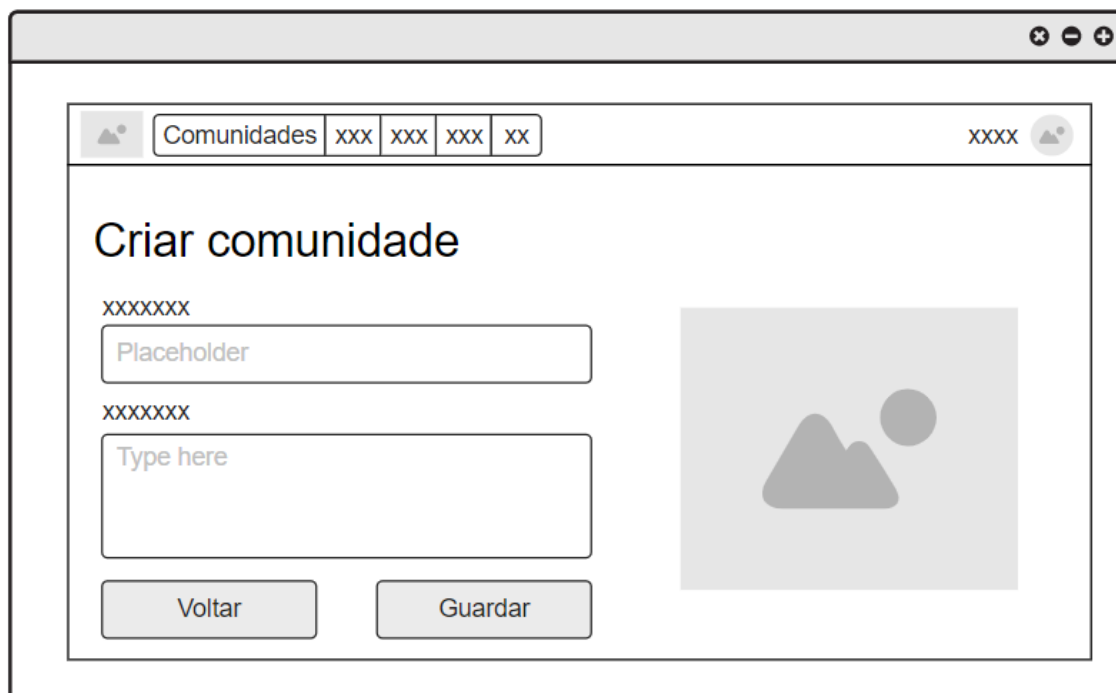 Comunidades xxx xxx xxx xx xxxx
Criar comunidade
xxxxxxx
Placeholder
xxxxxxx
Type here
Voltar Guardar